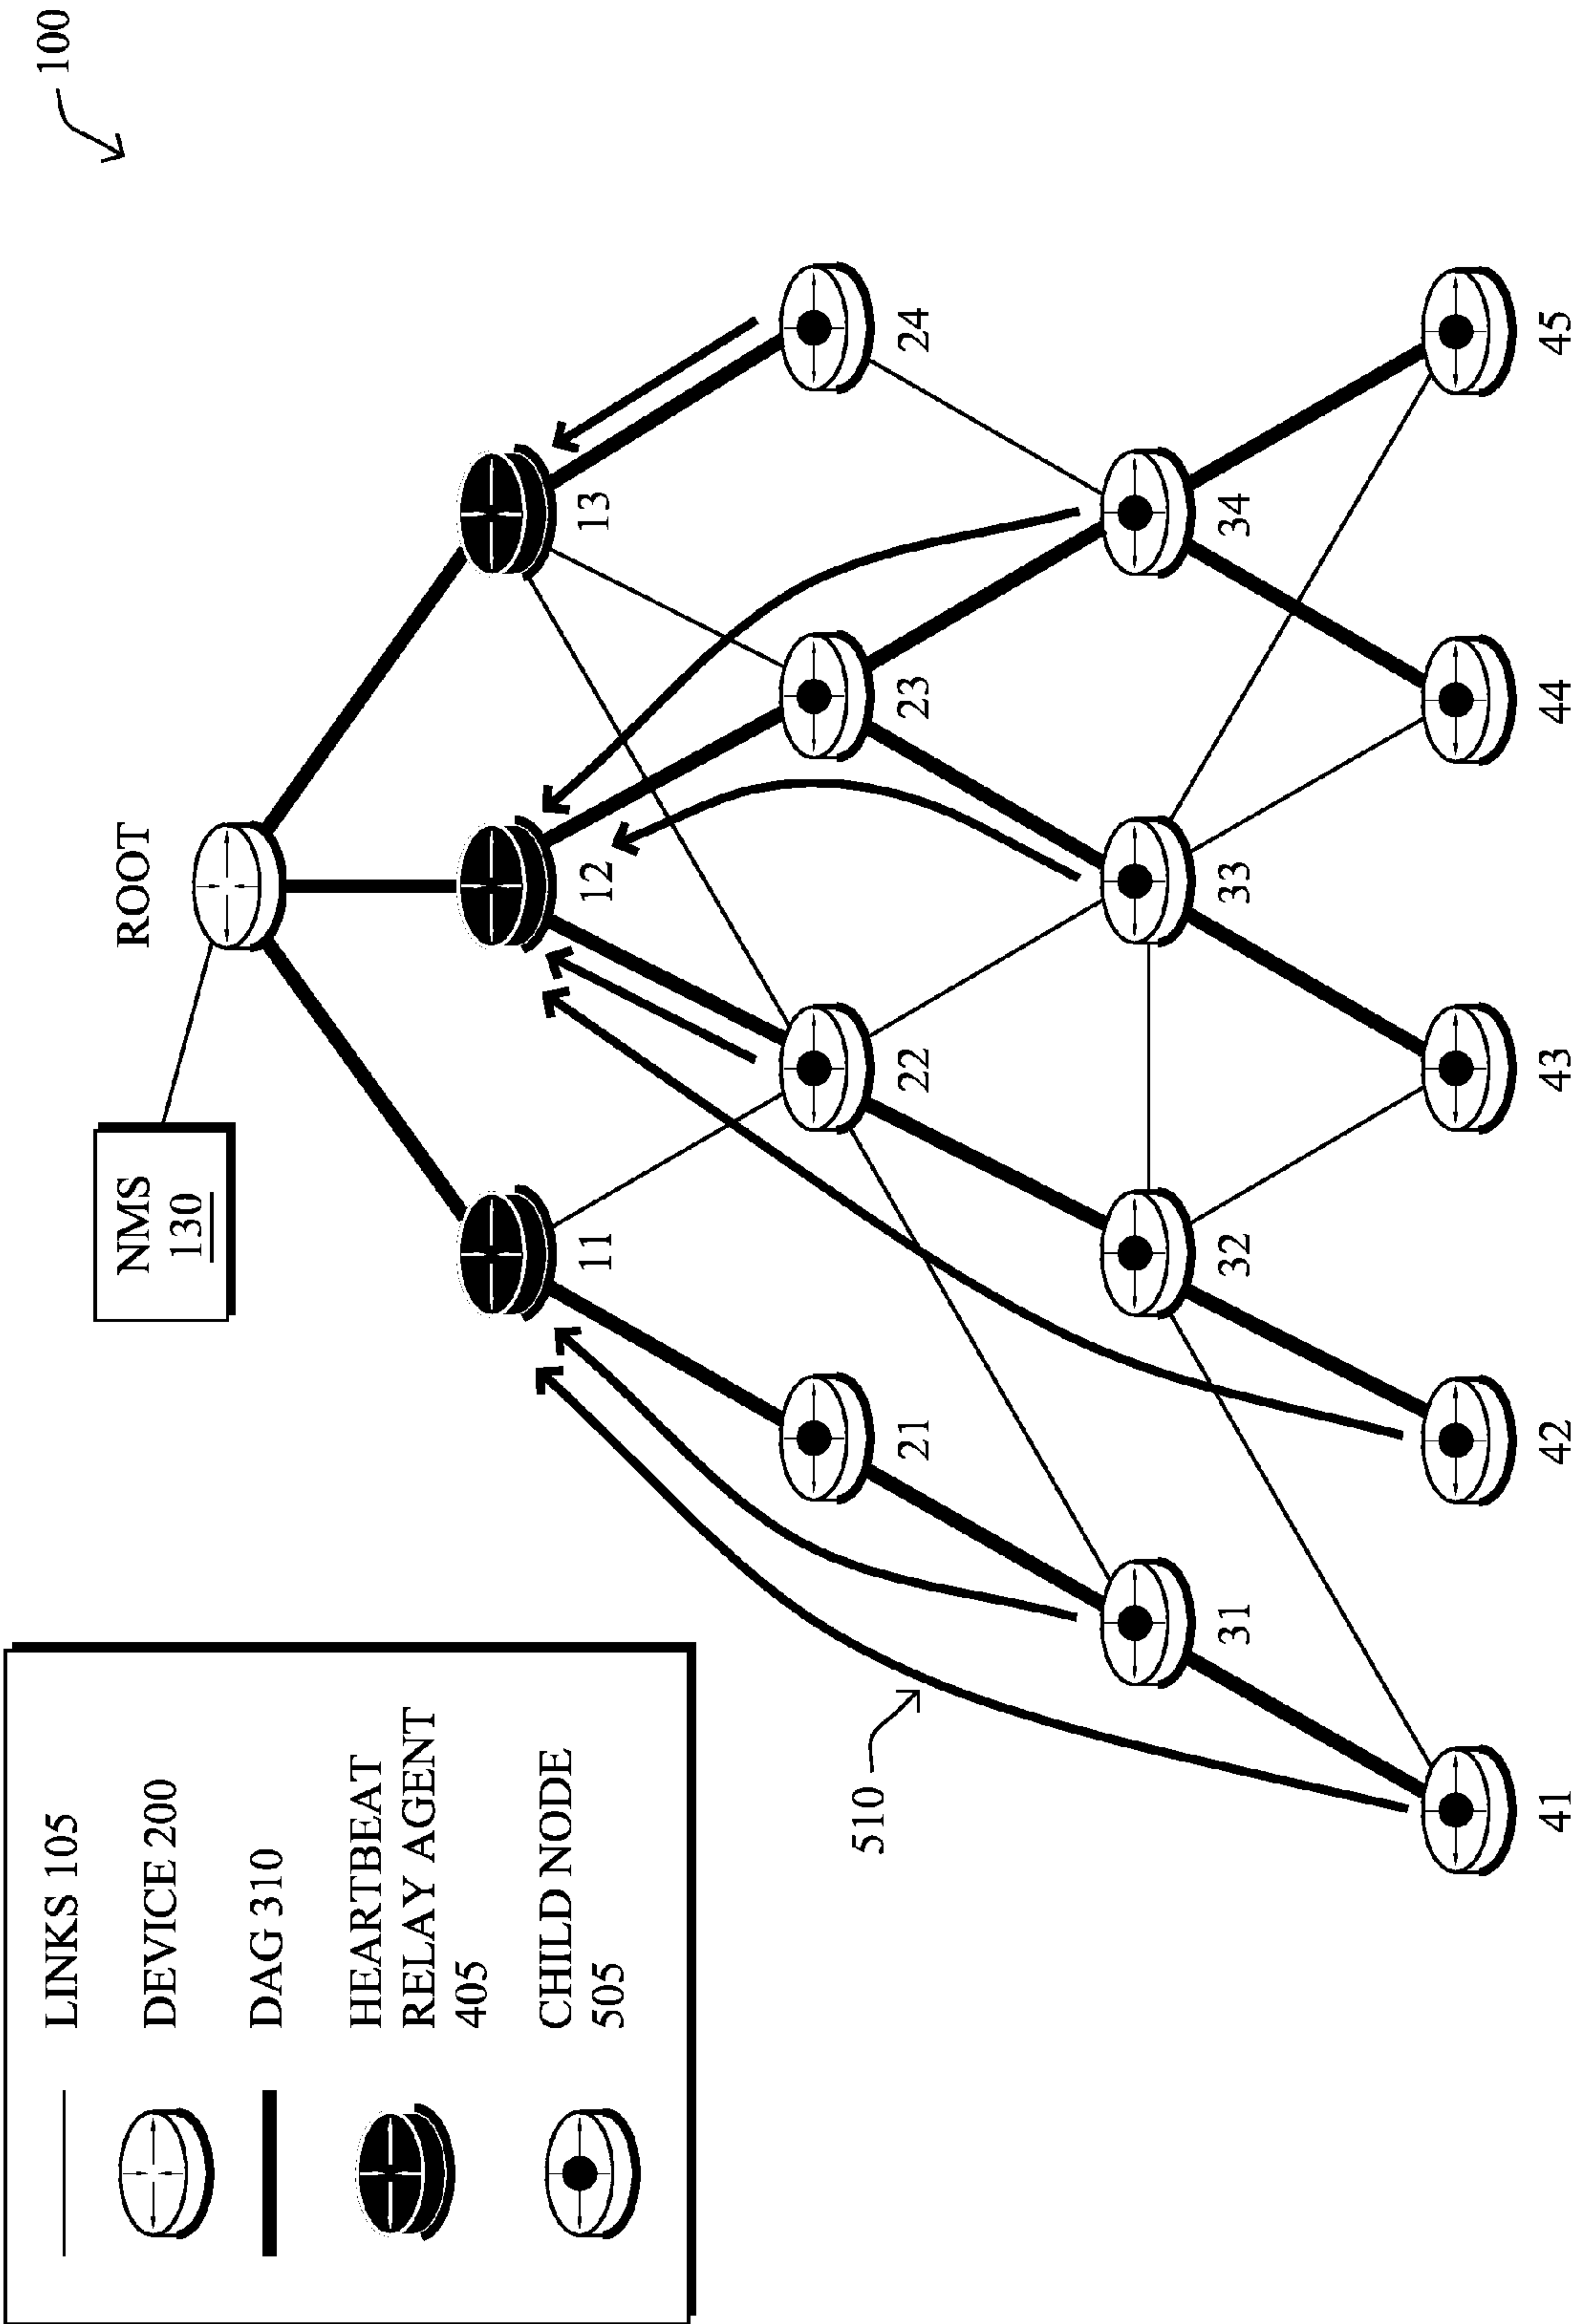 LINKS 105
DEVICE 200
DAG 310
HEARTBEAT
RELAY AGENT
405
CHILD NODE
505
100
NMS
130
ROOT
11
12
13
21
22
23
24
510
31
32
33
34
41
42
43
44
45